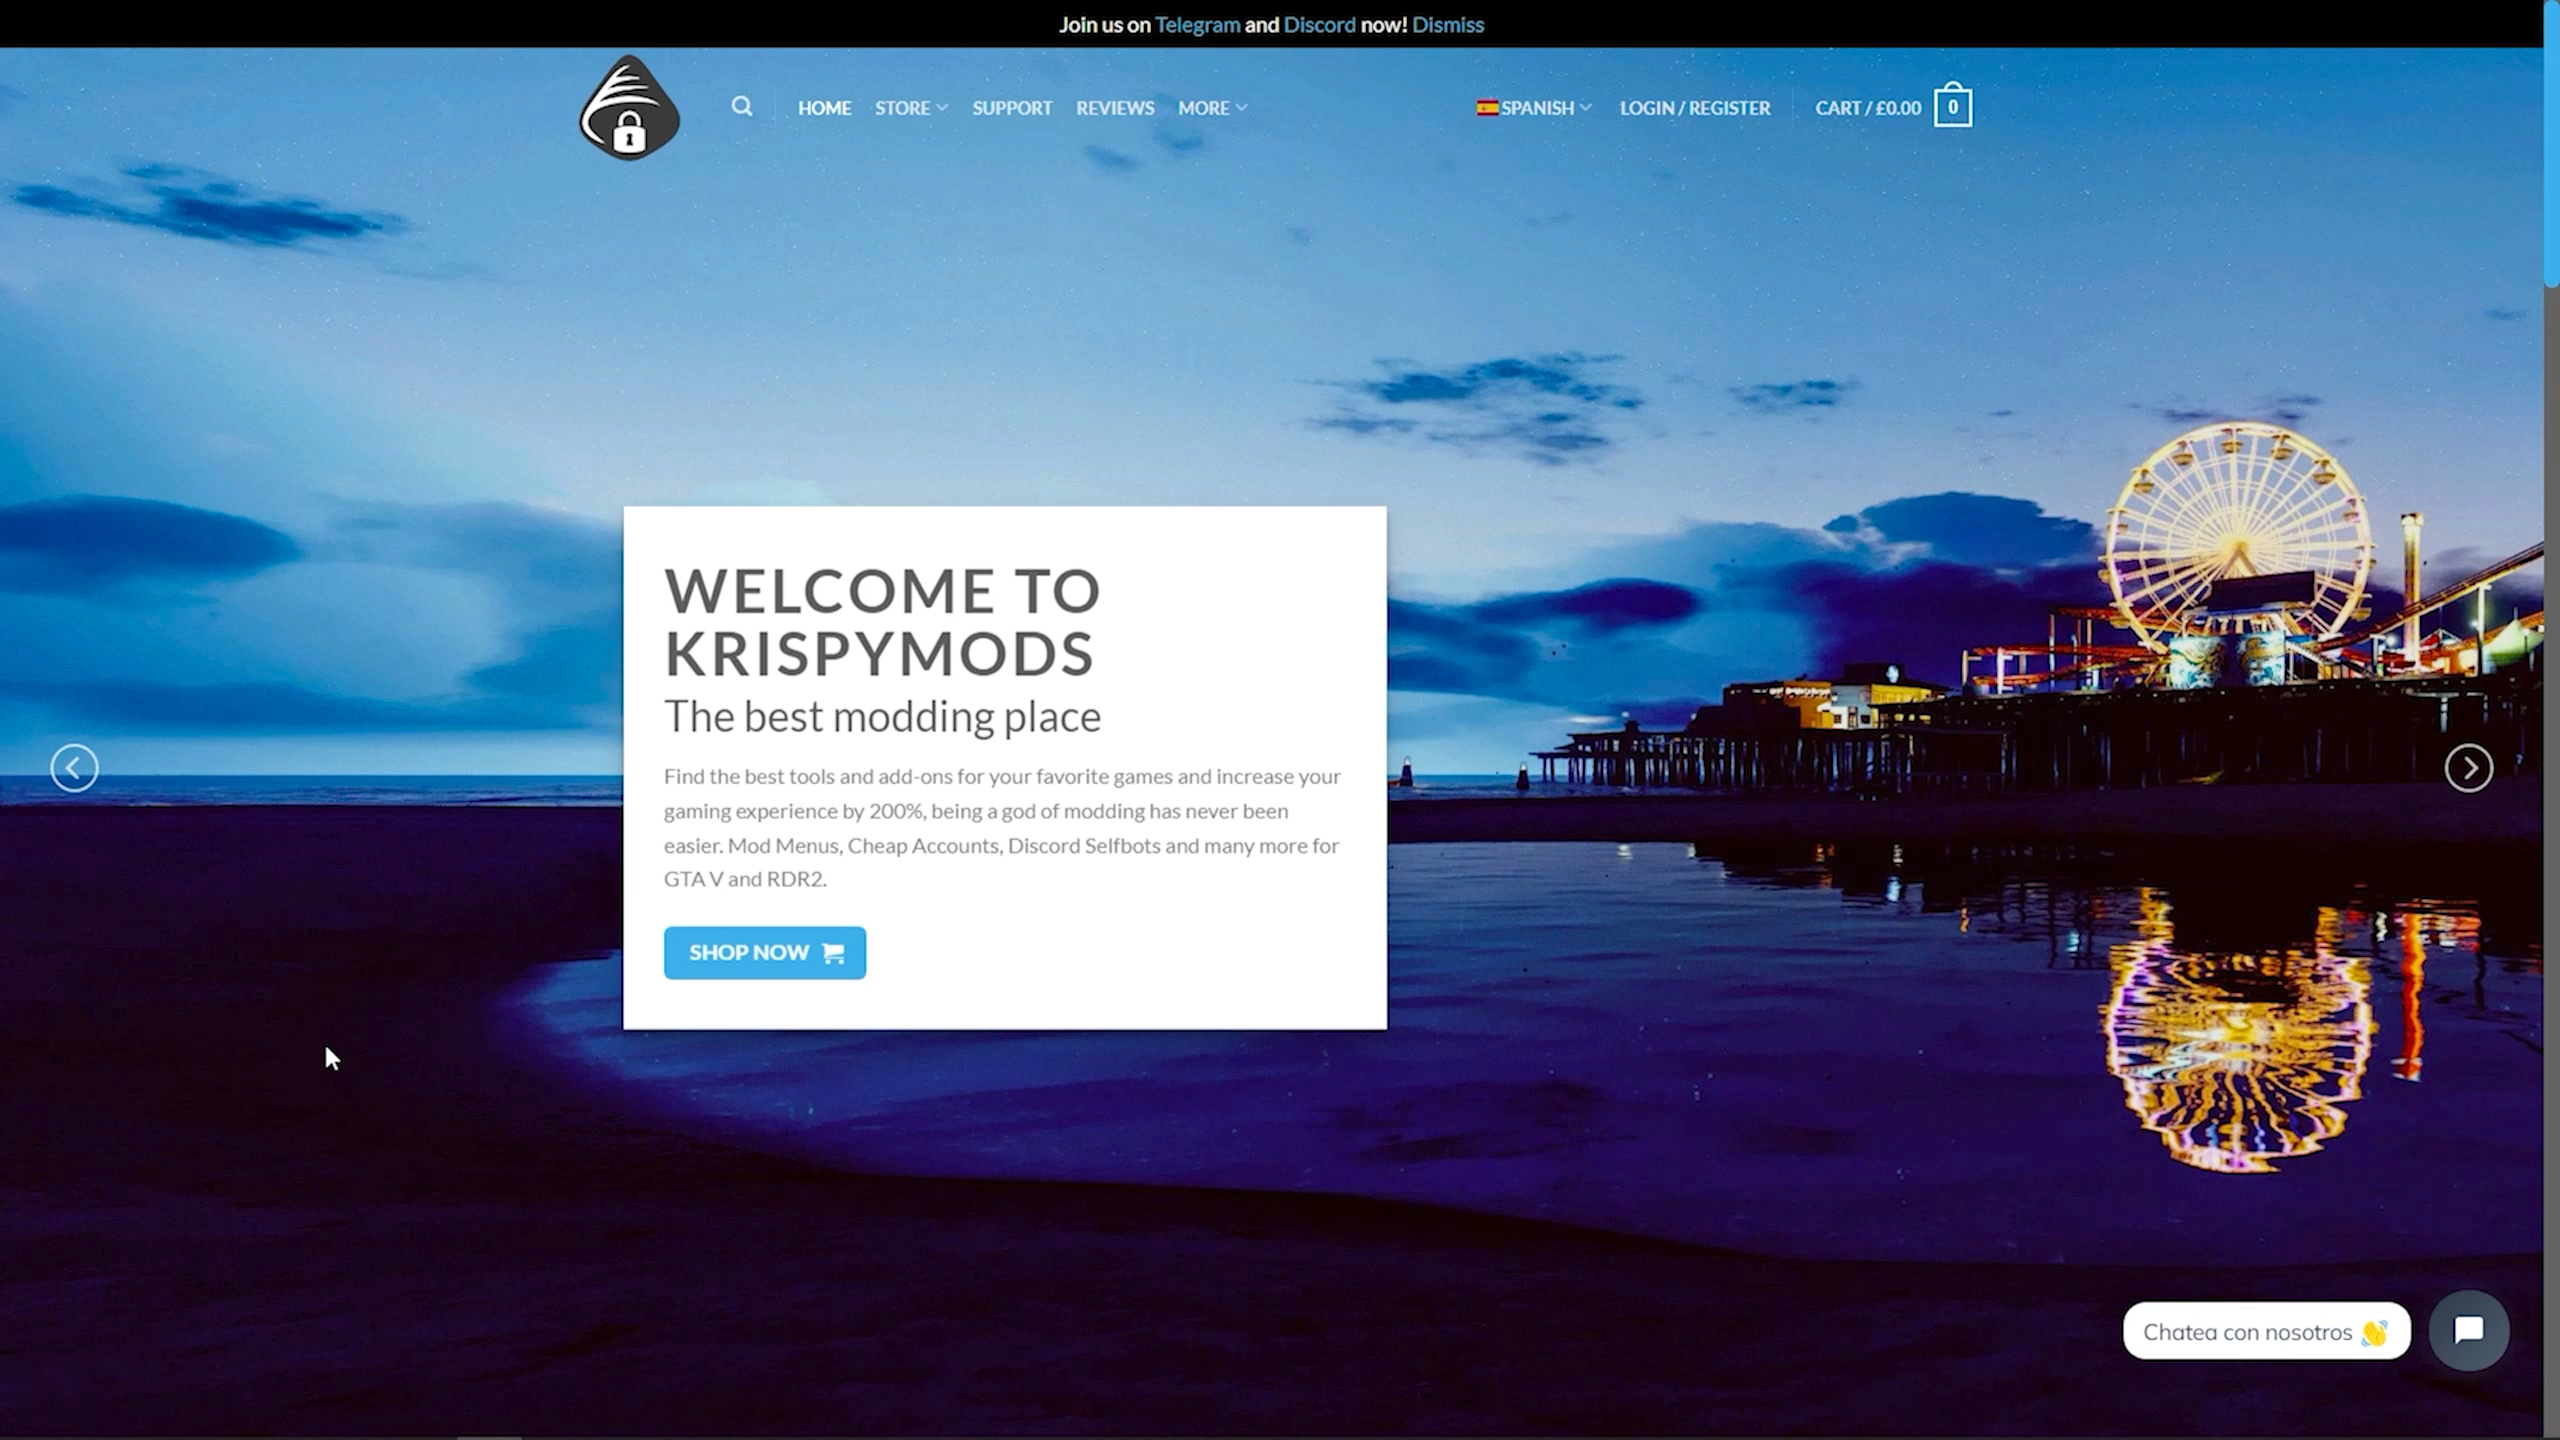 Join us on Telegram and Discord now! Dismiss
HOME STORE SUPPORT REVIEWS MORE SPANISH LOGIN / REGISTER CART / £0.00 0
WELCOME TO
KRISPYMODS
The best modding place
Find the best tools and add-ons for your favorite games and increase your
gaming experience by 200%, being a god of modding has never been
easier. Mod Menus, Cheap Accounts, Discord Selfbots and many more for
GTA V and RDR2.
SHOP NOW
Chatea con nosotros 👋